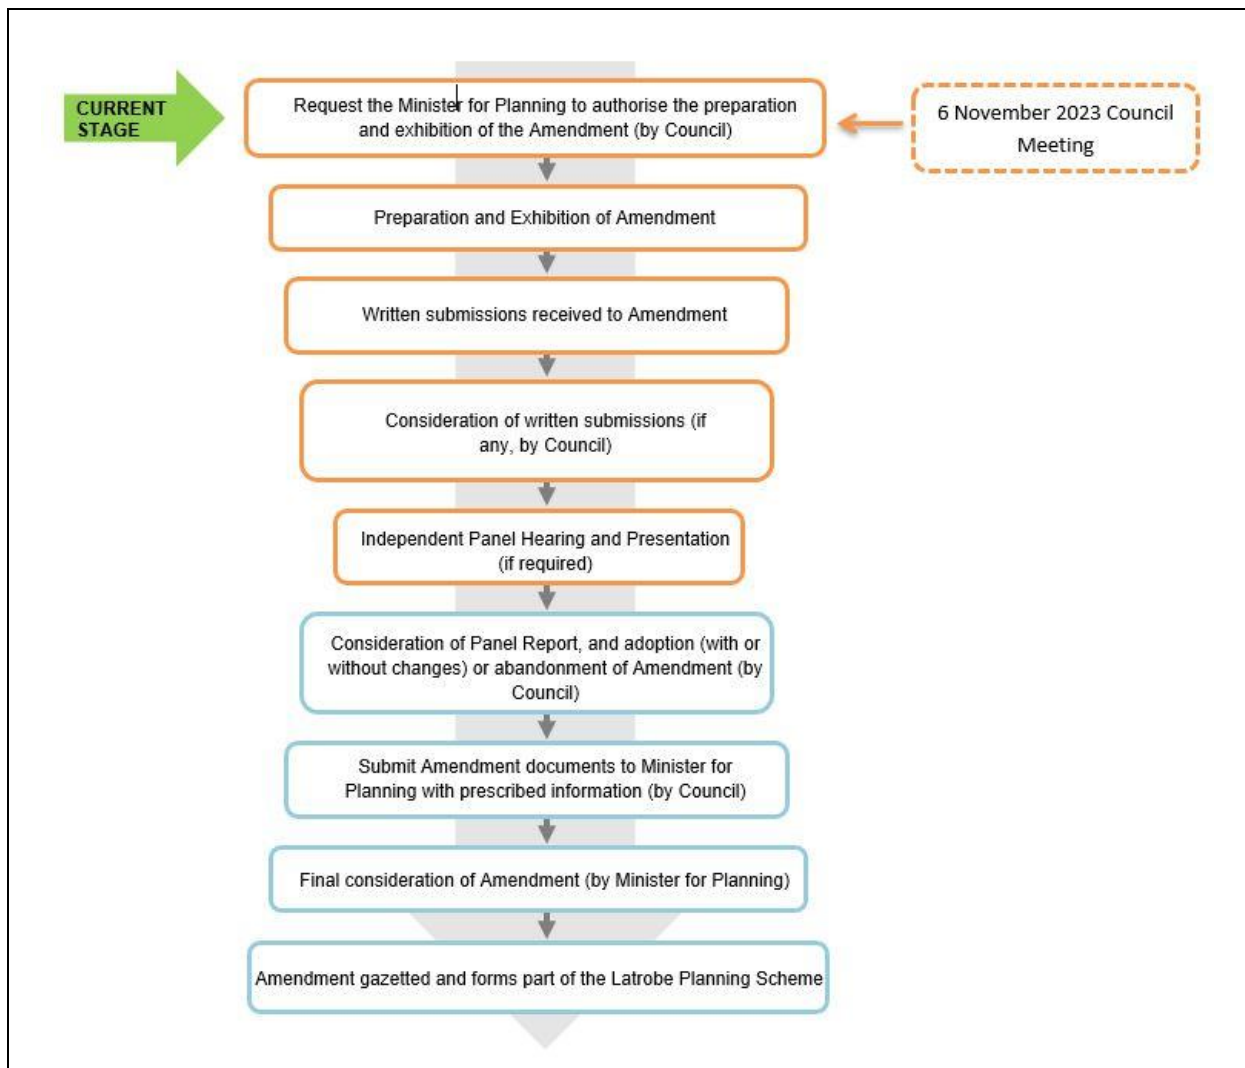 CURRENT
STAGE
Request the Minister for Planning to authorise the preparation
and exhibition of the Amendment (by Council)
6 November 2023 Council
Meeting
Preparation and Exhibition of Amendment
Written submissions received to Amendment
Consideration of written submissions (if
any, by Council)
Independent Panel Hearing and Presentation
(if required)
Consideration of Panel Report, and adoption (with or
without changes) or abandonment of Amendment (by
Council)
Submit Amendment documents to Minister for
Planning with prescribed information (by Council)
Final consideration of Amendment (by Minister for Planning)
Amendment gazetted and forms part of the Latrobe Planning Scheme